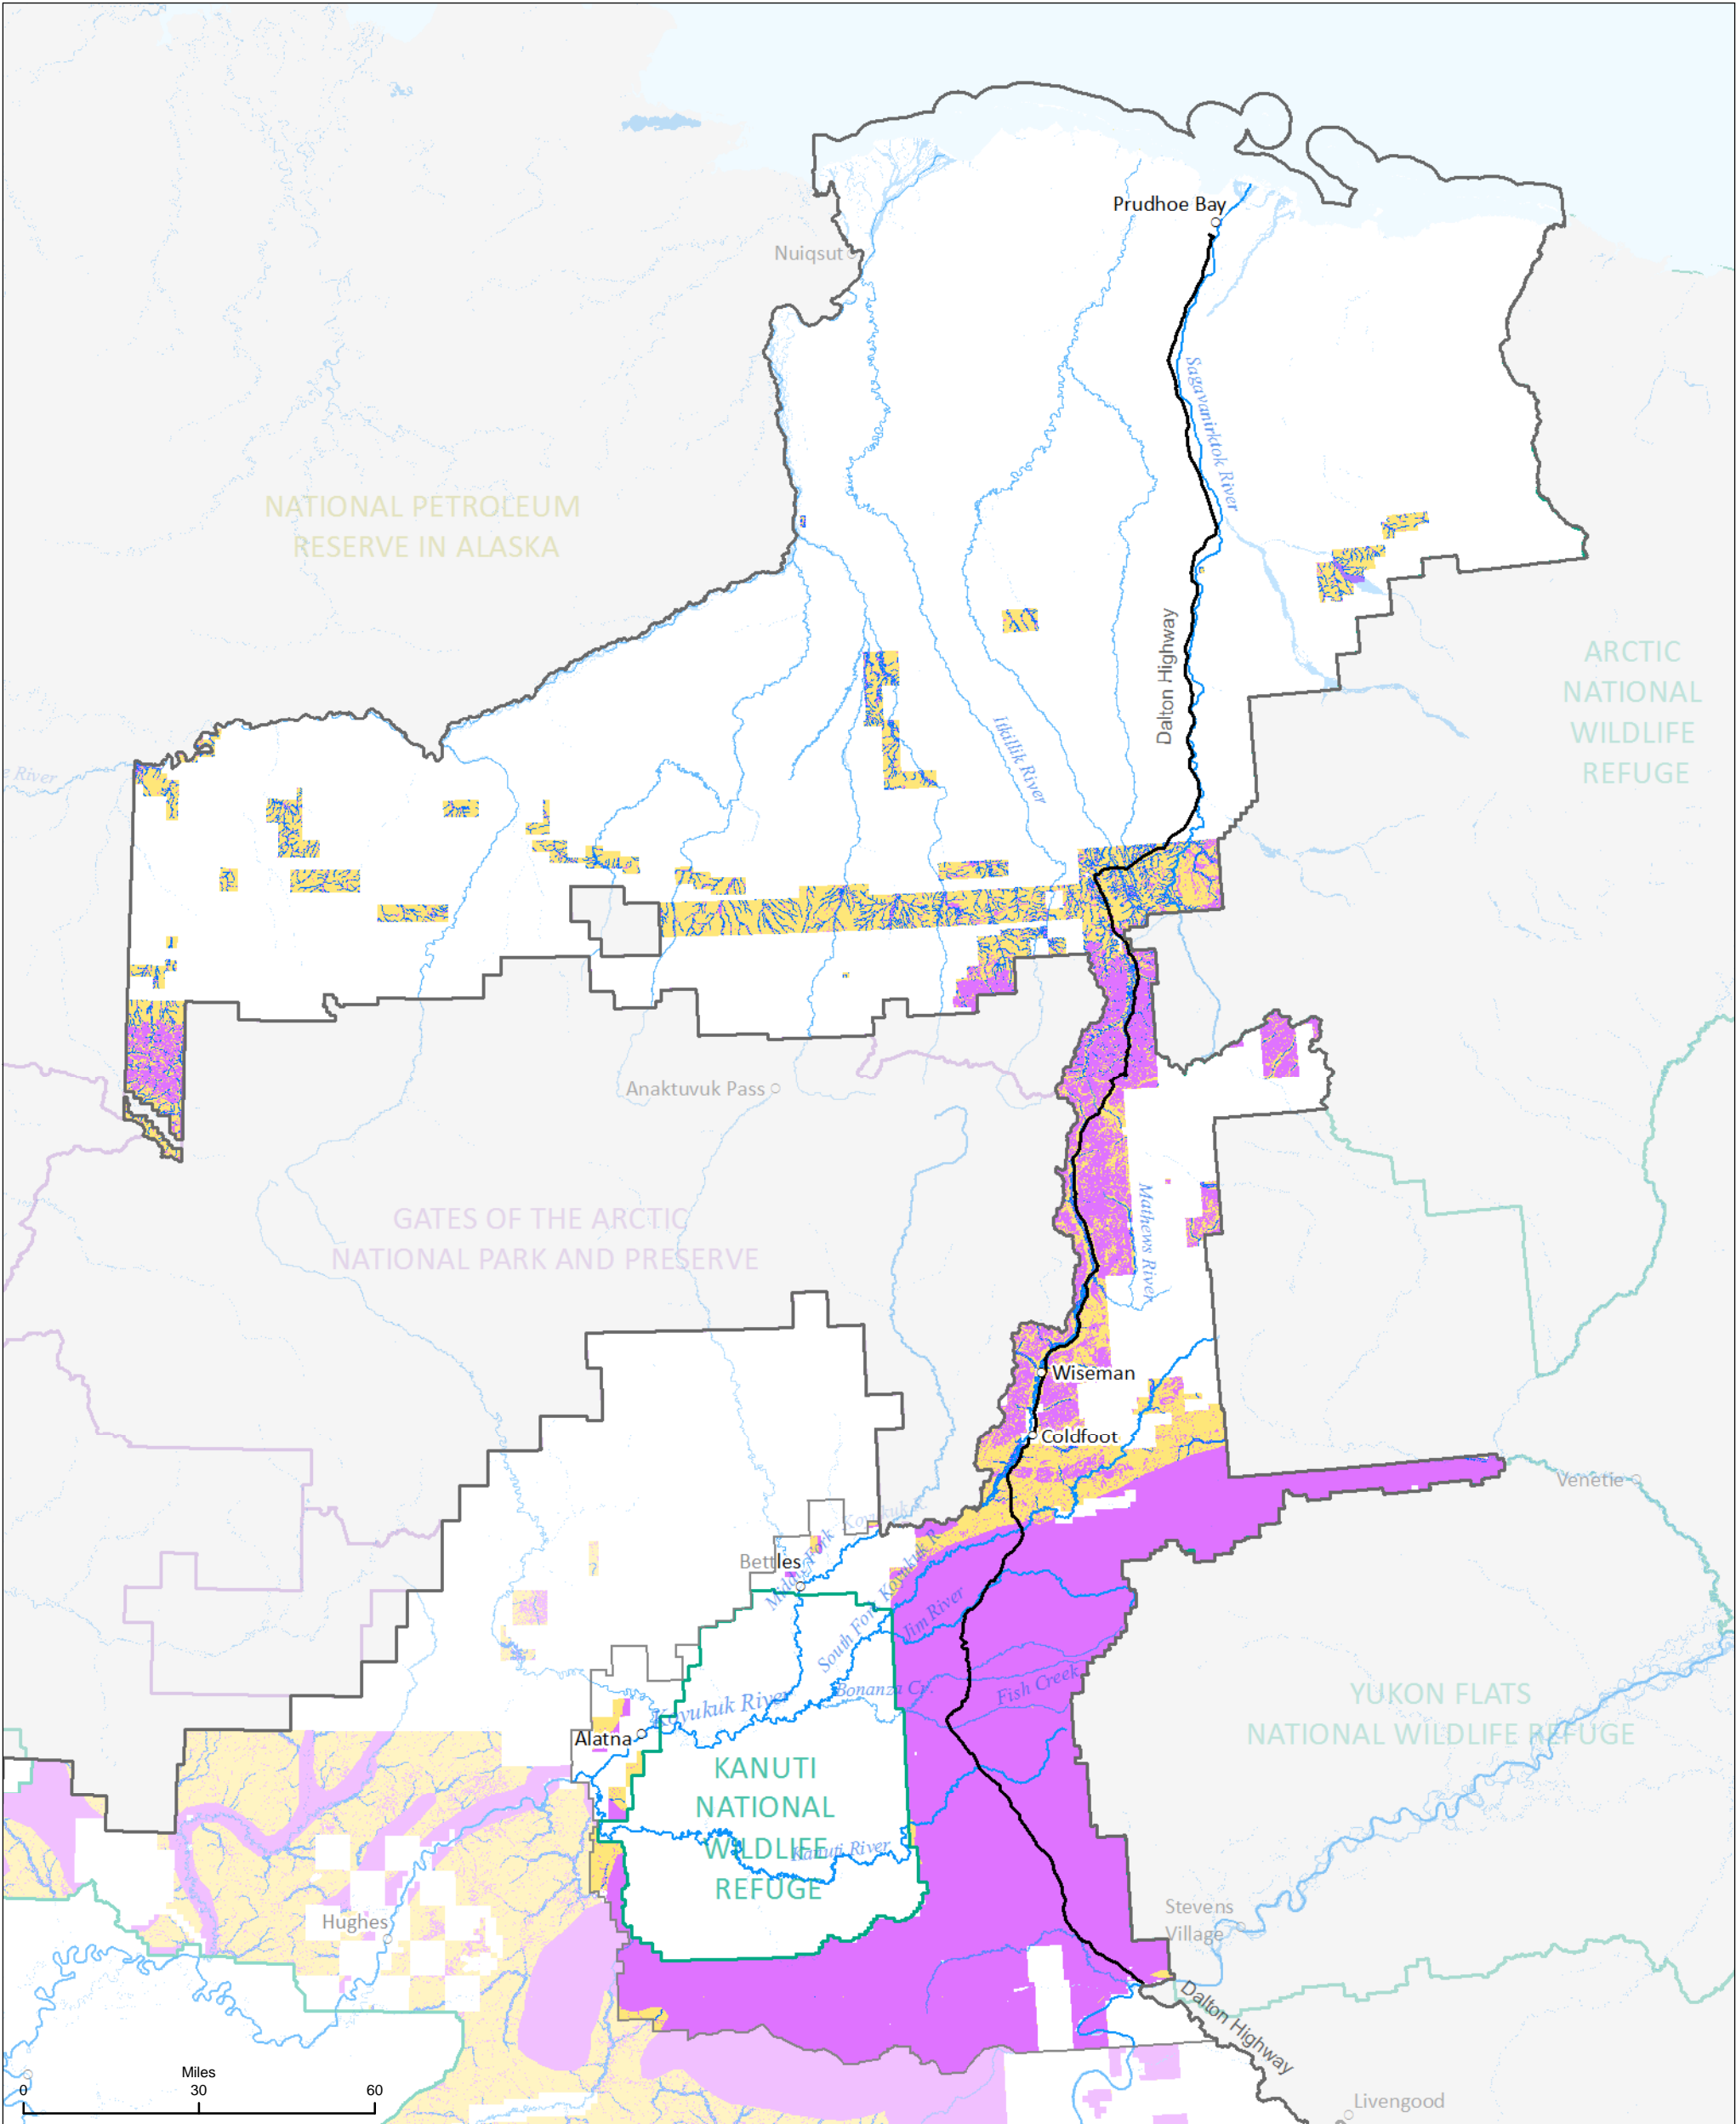 Prudhoe Bay
Nuiqsut
Sagavanirktok River
NATIONAL PETROLEUM
RESERVE IN ALASKA
Dalton Highway
ARCTIC
NATIONAL
WILDLIFE
REFUGE
Itkillik River
e River
Anaktuvuk Pass
GATES OF THE ARCTIC
NATIONAL PARK AND PRESERVE
Mathews River
Wiseman
Coldfoot
Venetie
Koyukuk
Bettles
Middle Fork
South Fork Koyukuk R.
Jim River
Bonanza Cr.
Fish Creek
Koyukuk River
YUKON FLATS
NATIONAL WILDLIFE REFUGE
Alatna
KANUTI
NATIONAL
WILDLIFE
REFUGE
Kanuti River
Hughes
Stevens
Village
Dalton Highway
Miles
0 30 60
Livengood